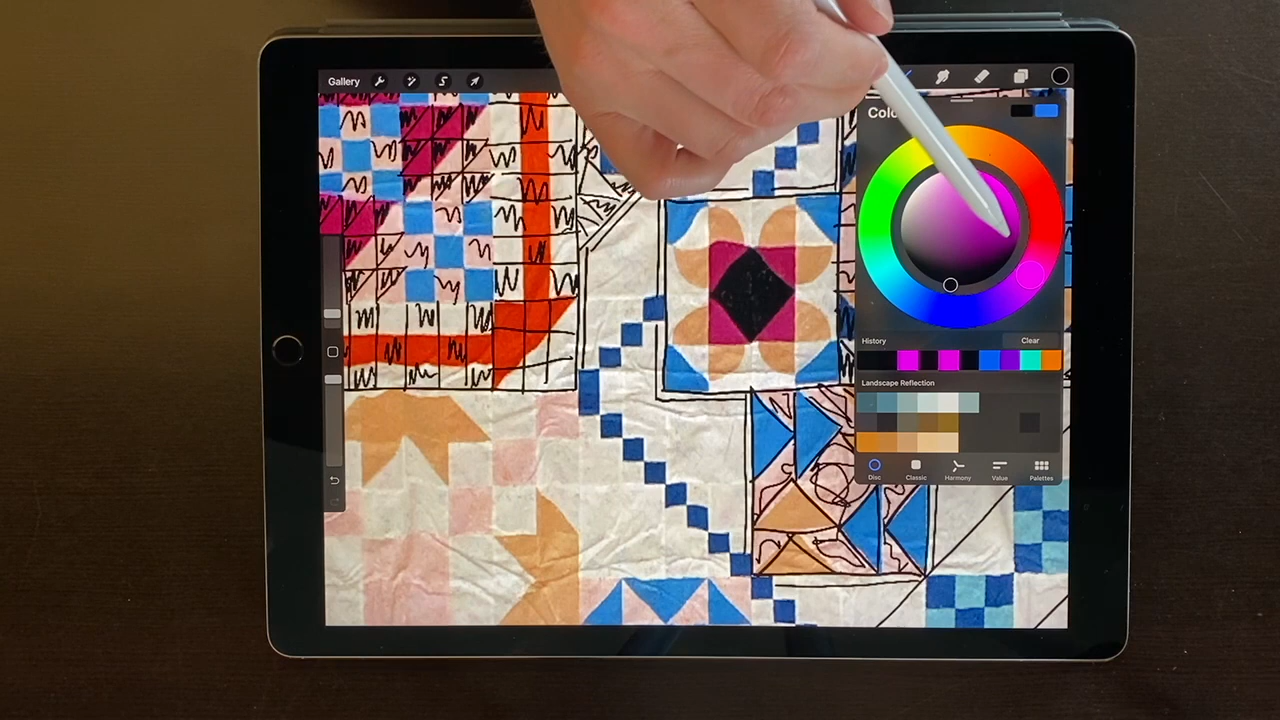 Gallery
Colo
History
Clear
Landscape Reflection
Disc
Classic
Harmony
Value
Palettes